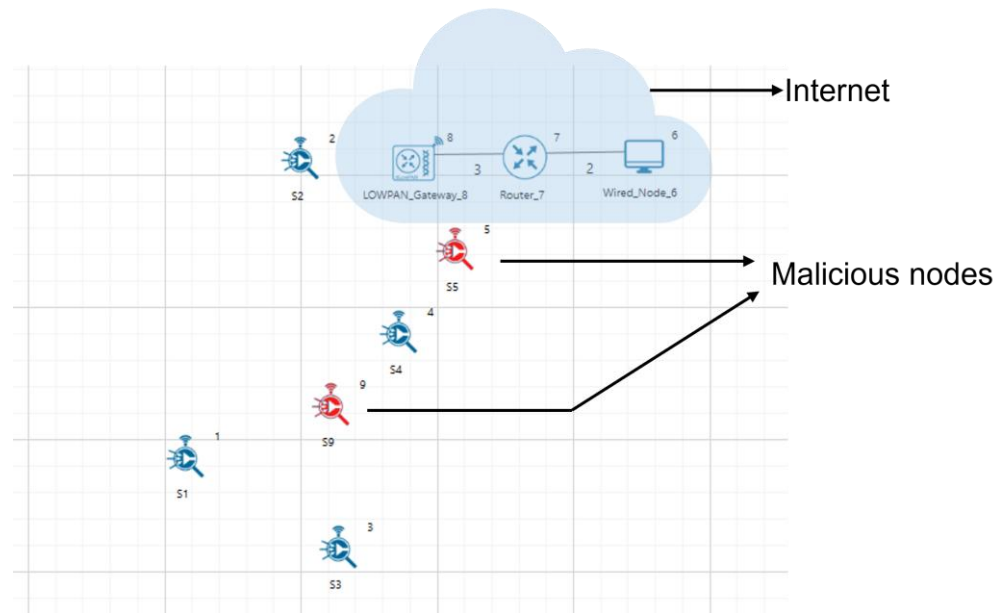 Internet
2
8
7
6
3
2
S2
LOWPAN_Gateway_8
Router_7
Wired_Node_6
5
S5
Malicious nodes
4
S4
9
S9
1
S1
3
S3